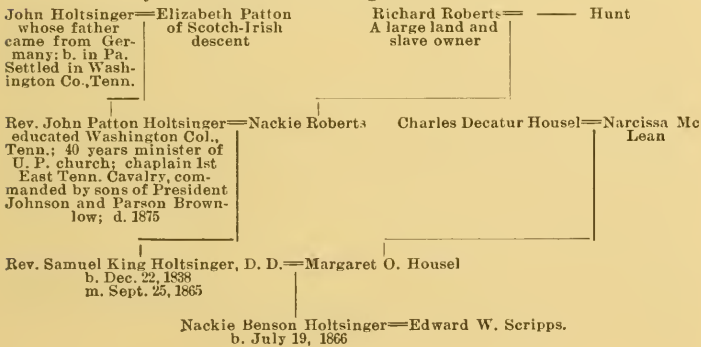 John Holtsinger=Elizabeth Patton
whose father
came from Ger-
many; b. in Pa.
Settled in Wash-
ington Co., Tenn.
of Scotch-Irish
descent
Richard Roberts= —— Hunt
A large land and
slave owner
Rev. John Patton Holtsinger=Nackie Roberts
educated Washington Col.,
Tenn.; 40 years minister of
U. P. church; chaplain 1st
East Tenn. Cavalry, com-
manded by sons of President
Johnson and Parson Brown-
low; d. 1875
Charles Decatur Housel=Narcissa Mc
Lean
Rev. Samuel King Holtsinger, D. D.=Margaret O. Housel
b. Dec. 22, 1838
m. Sept. 25, 1865
Nackie Benson Holtsinger=Edward W. Scripps.
b. July 19, 1866